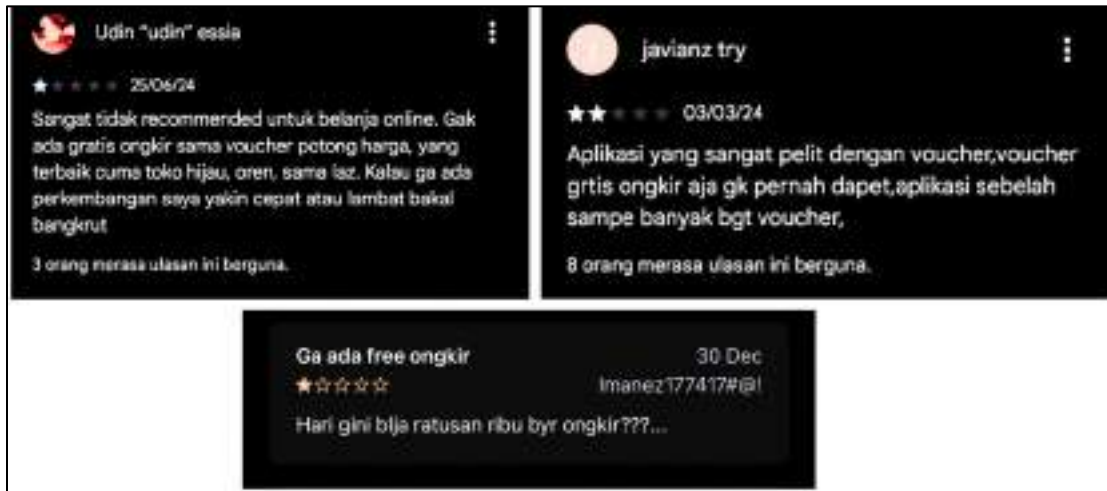 Udin "udin" essia
25/06/24
Sangat tidak recommended untuk belanja online. Gak
ada gratis ongkir sama voucher potong harga, yang
terbaik cuma toko hijau, oren, sama laz. Kalau ga ada
perkembangan saya yakin cepat atau lambat bakal
bangkrut
3 orang merasa ulasan ini berguna.
javianz try
03/03/24
Aplikasi yang sangat pelit dengan voucher,voucher
grtis ongkir aja gk pernah dapet,aplikasi sebelah
sampe banyak bgt voucher,
8 orang merasa ulasan ini berguna.
Ga ada free ongkir
30 Dec
Imanez177417#@!
Hari gini blja ratusan ribu byr ongkir???...